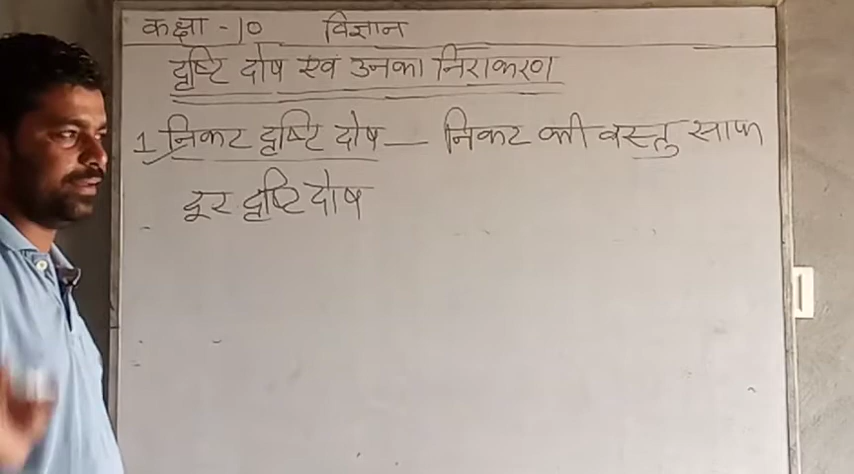 कक्षा - 10 विज्ञान
दृष्टि दोष एवं उनका निराकरण
1 निकट दृष्टि दोष — निकट की वस्तु साफ
दूर दृष्टि दोष